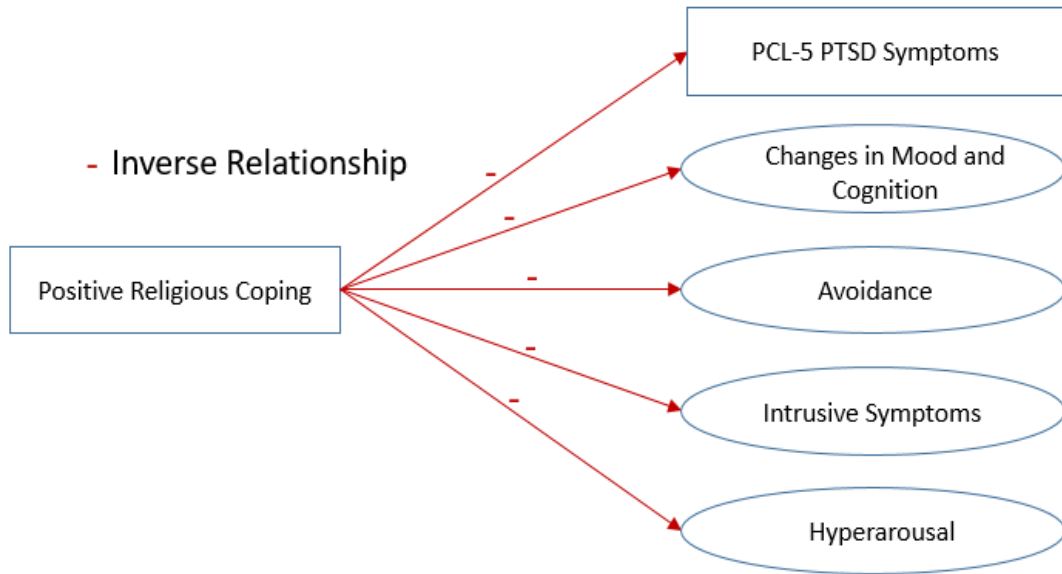 PCL-5 PTSD Symptoms
- Inverse Relationship
-
Changes in Mood and
Cognition
-
Positive Religious Coping
-
Avoidance
-
Intrusive Symptoms
-
Hyperarousal